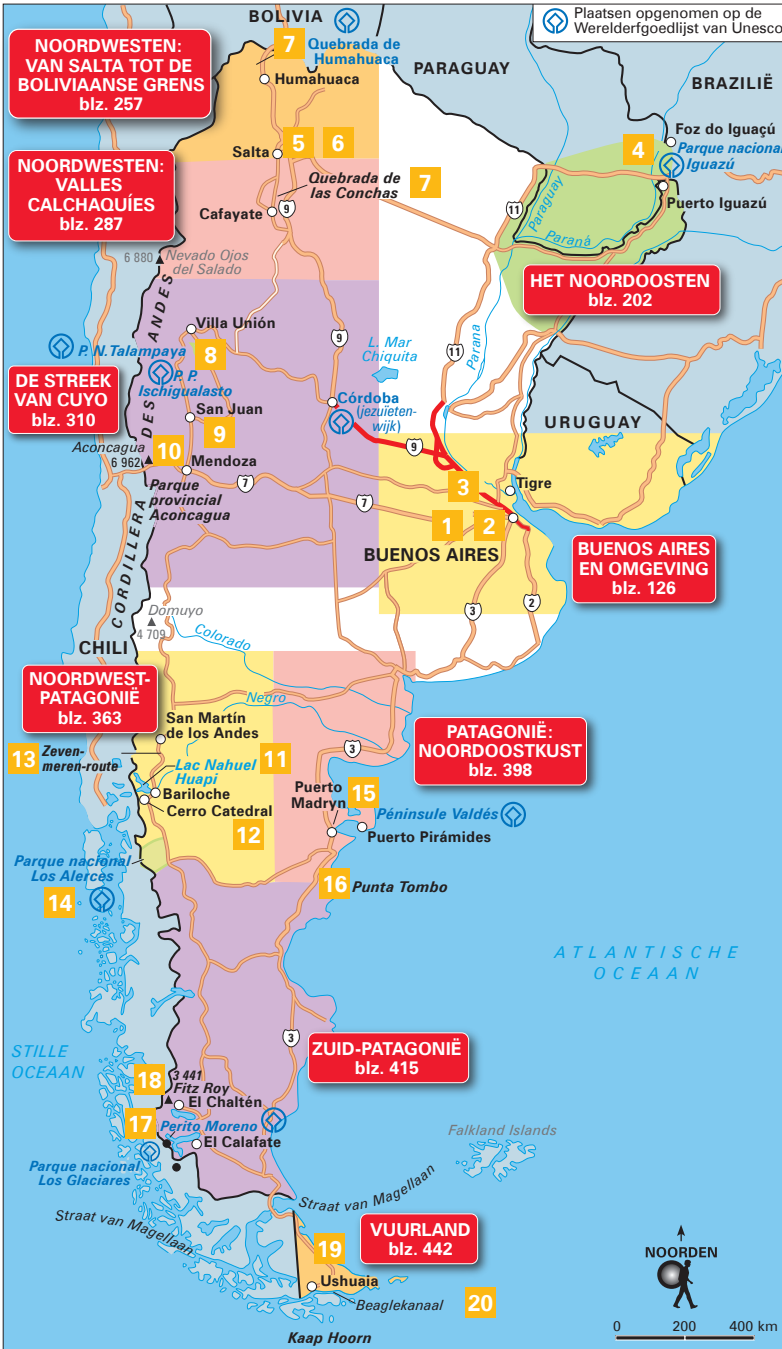 BOLIVIA
Plaatsen opgenomen op de
Werelderfgoedlijst van Unesco
NOORDWESTEN:
VAN SALTA TOT DE
BOLIVIAANSE GRENS
blz. 257
7
Quebrada de
Humahuaca
Humahuaca
PARAGUAY
BRAZILIË
Foz do Iguaçú
4
Parque nacional
Iguazú
Puerto Iguazú
Salta
5
6
NOORDWESTEN:
VALLES
CALCHAQUÍES
blz. 287
Quebrada de
las Conchas
7
Cafayate
9
11
Paraguay
Paraná
6 880
Nevado Ojos
del Salado
HET NOORDOOSTEN
blz. 202
Villa Unión
P. N. Talampaya
8
P. P.
Ischigualasto
9
L. Mar
Chiquita
11
Parana
DE STREEK
VAN CUYO
blz. 310
San Juan
9
Córdoba
(jezuïeten-
wijk)
URUGUAY
Aconcagua
6 962
10
Mendoza
Parque
provincial
Aconcagua
7
7
9
3
Tigre
1
2
BUENOS AIRES
BUENOS AIRES
EN OMGEVING
blz. 126
3
2
CORDILLERA DES ANDES
Domuyo
4 709
CHILI
Colorado
NOORDWEST-
PATAGONIË
blz. 363
Negro
San Martín
de los Andes
PATAGONIË:
NOORDOOSTKUST
blz. 398
3
13
Zeven-
meren-route
Lac Nahuel
Huapi
11
Bariloche
Cerro Catedral
12
Puerto
Madryn
15
Péninsule Valdés
Puerto Pirámides
Parque nacional
Los Alerces
14
16
Punta Tombo
ATLANTISCHE
OCEAAN
STILLE
OCEAAN
3
ZUID-PATAGONIË
blz. 415
18
3 441
Fitz Roy
El Chaltén
17
Perito Moreno
El Calafate
Parque nacional
Los Glaciares
Falkland Islands
Straat van Magellaan
Straat van Magellaan
VUURLAND
blz. 442
19
Ushuaia
Beaglekanaal
20
Kaap Hoorn
NOORDEN
0 200 400 km